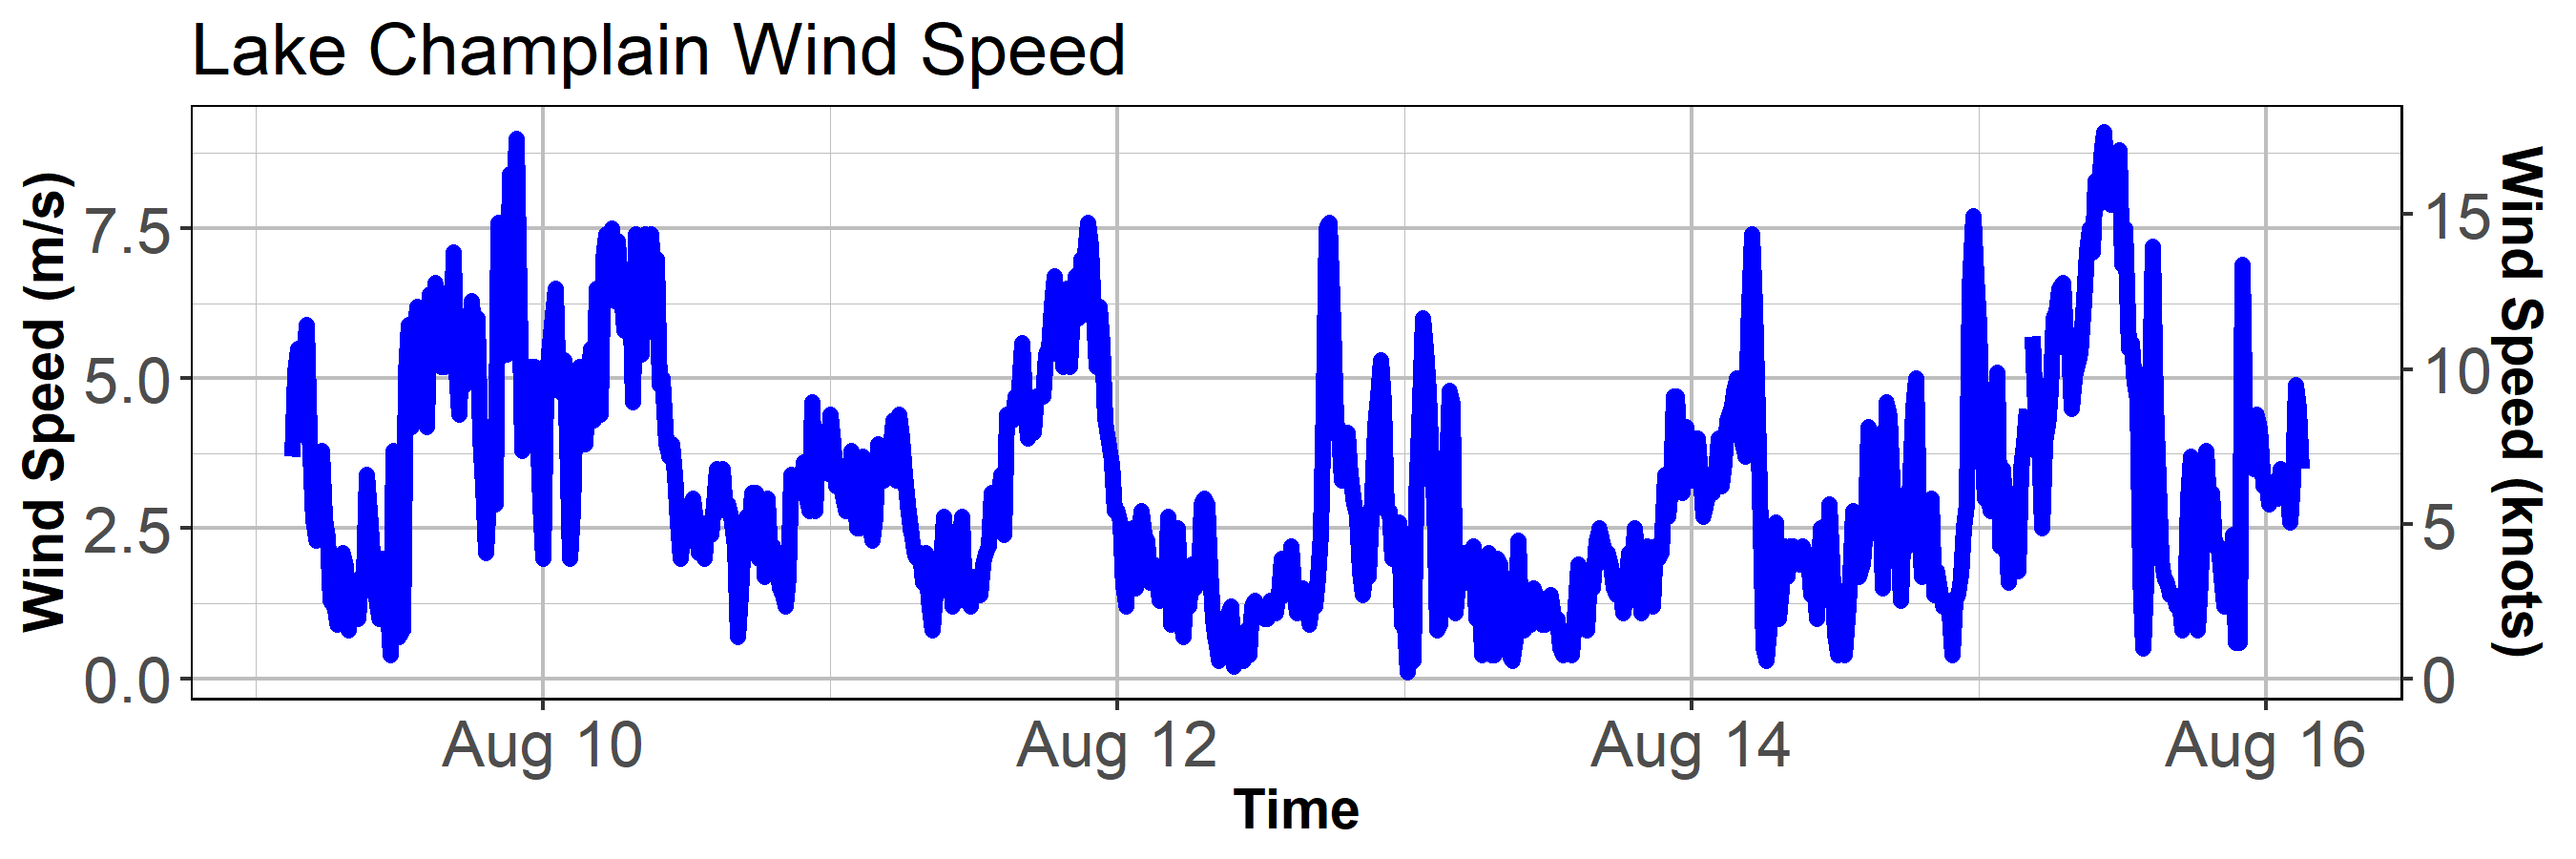 Lake Champlain Wind Speed
Wind Speed (m/s)
7.5
5.0
2.5
0.0
15
10
5
0
Wind Speed (knots)
Aug 10
Aug 12
Aug 14
Aug 16
Time